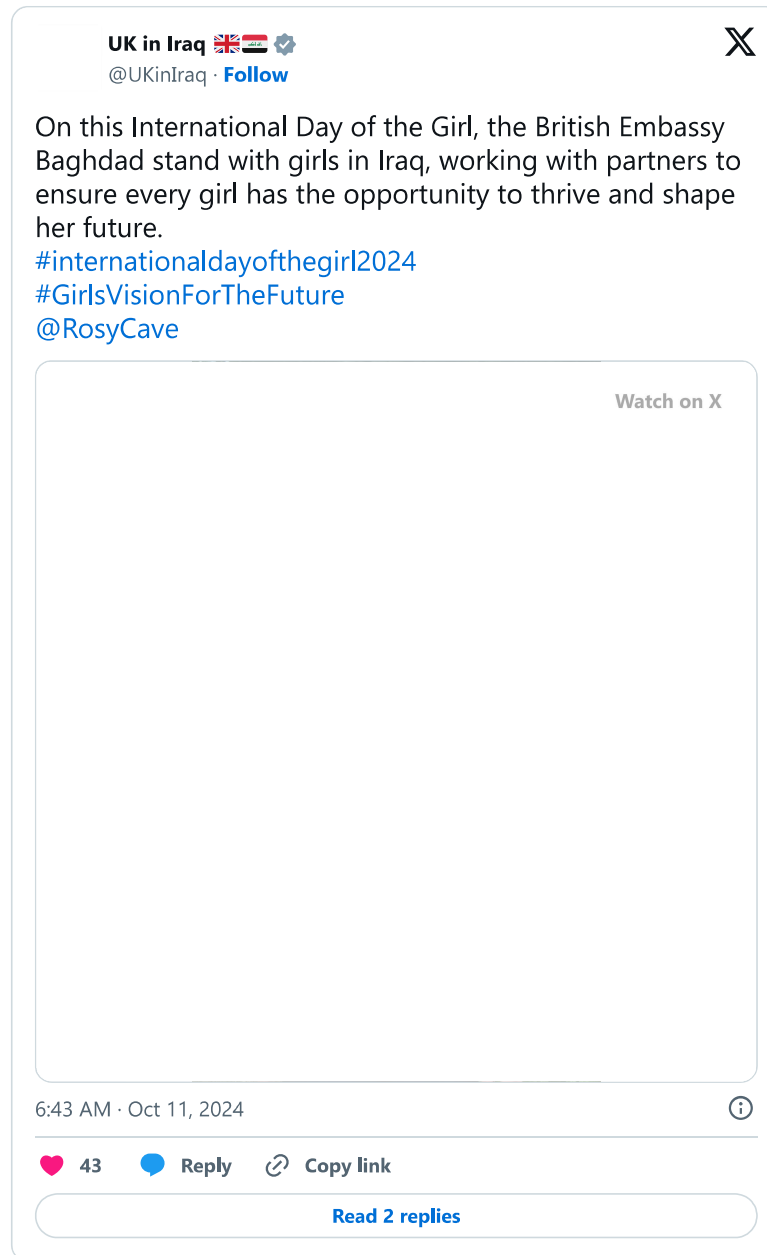 UK in Iraq 🇬🇧🇮🇶
@UKinIraq · Follow
On this International Day of the Girl, the British Embassy
Baghdad stand with girls in Iraq, working with partners to
ensure every girl has the opportunity to thrive and shape
her future.
#internationaldayofthegirl2024
#GirlsVisionForTheFuture
@RosyCave
Watch on X
6:43 AM · Oct 11, 2024
43 Reply Copy link
Read 2 replies